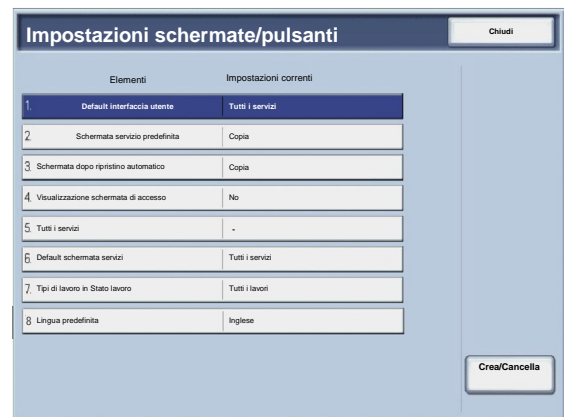 Impostazioni schermate/pulsanti
Chiudi
Elementi Impostazioni correnti
1. Default interfaccia utente Tutti i servizi
2 Schermata servizio predefinita Copia
3. Schermata dopo ripristino automatico Copia
4. Visualizzazione schermata di accesso No
5. Tutti i servizi -
6. Default schermata servizi Tutti i servizi
7. Tipi di lavoro in Stato lavoro Tutti i lavori
8 Lingua predefinita Inglese
Crea/Cancella